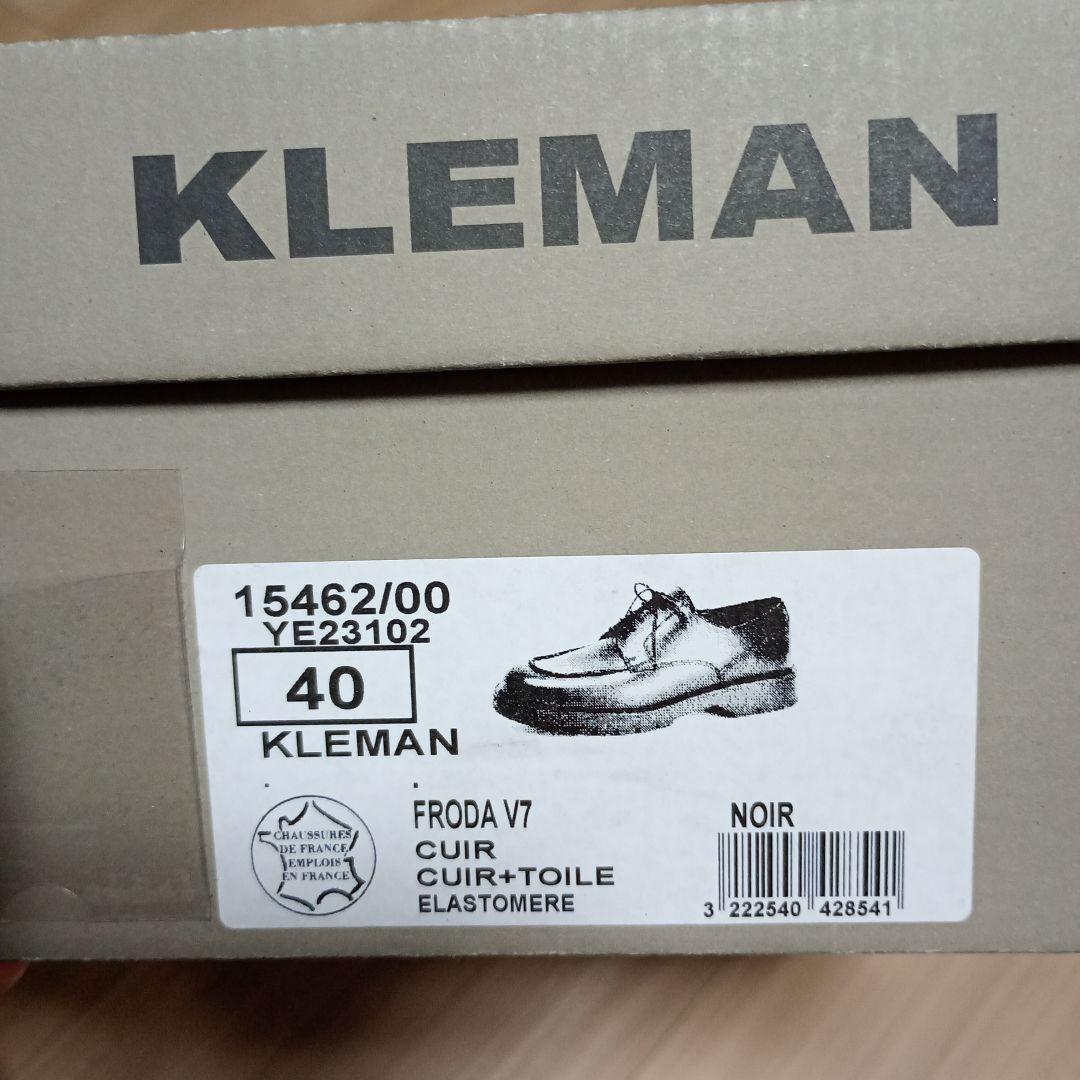 KLEMAN
15462/00
YE23102
40
KLEMAN
CHAUSSURES
DE FRANCE
EMPLOIS
EN FRANCE
FRODA V7
CUIR
CUIR+TOILE
ELASTOMERE
NOIR
3 222540 428541